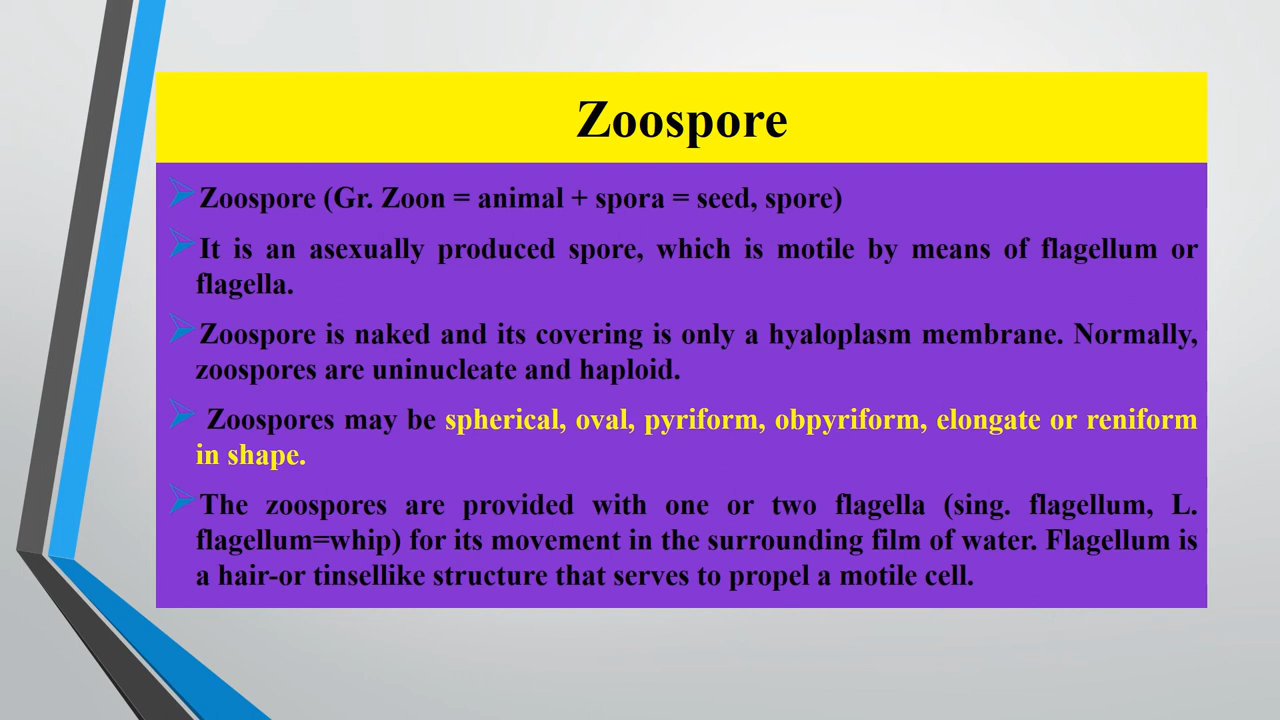 Zoospore
Zoospore (Gr. Zoon = animal + spora = seed, spore)
It is an asexually produced spore, which is motile by means of flagellum or
flagella.
Zoospore is naked and its covering is only a hyaloplasm membrane. Normally,
zoospores are uninucleate and haploid.
Zoospores may be spherical, oval, pyriform, obpyriform, elongate or reniform
in shape.
The zoospores are provided with one or two flagella (sing. flagellum, L.
flagellum=whip) for its movement in the surrounding film of water. Flagellum is
a hair-or tinsellike structure that serves to propel a motile cell.